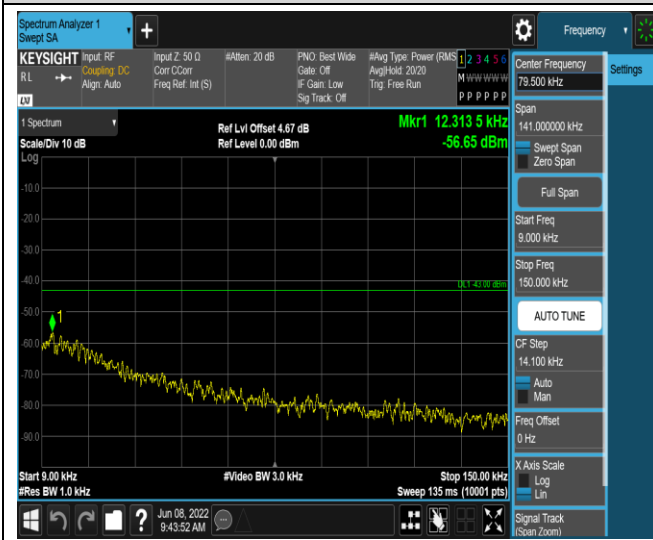 Spectrum Analyzer 1
Swept SA
+
Frequency
KEYSIGHT
RL
LXI
Input: RF
Coupling: DC
Align: Auto
Input Z: 50 Ω
Corr CCorr
Freq Ref: Int (S)
#Atten: 20 dB
PNO: Best Wide
Gate: Off
IF Gain: Low
Sig Track: Off
#Avg Type: Power (RMS
Avg|Hold: 20/20
Trig: Free Run
1 2 3 4 5 6
M W W W W W
P P P P P P
1 Spectrum
Scale/Div 10 dB
Log
Ref Lvl Offset 4.67 dB
Ref Level 0.00 dBm
Mkr1 12.313 5 kHz
-56.65 dBm
-10.0
-20.0
-30.0
-40.0
DL1 -43.00 dBm
-50.0
1
-60.0
-70.0
-80.0
-90.0
Start 9.00 kHz
#Res BW 1.0 kHz
#Video BW 3.0 kHz
Stop 150.00 kHz
Sweep 135 ms (10001 pts)
?
Jun 08, 2022
9:43:52 AM
Center Frequency
79.500 kHz
Settings
Span
141.000000 kHz
Swept Span
Zero Span
Full Span
Start Freq
9.000 kHz
Stop Freq
150.000 kHz
AUTO TUNE
CF Step
14.100 kHz
Auto
Man
Freq Offset
0 Hz
X Axis Scale
Log
Lin
Signal Track
(Span Zoom)